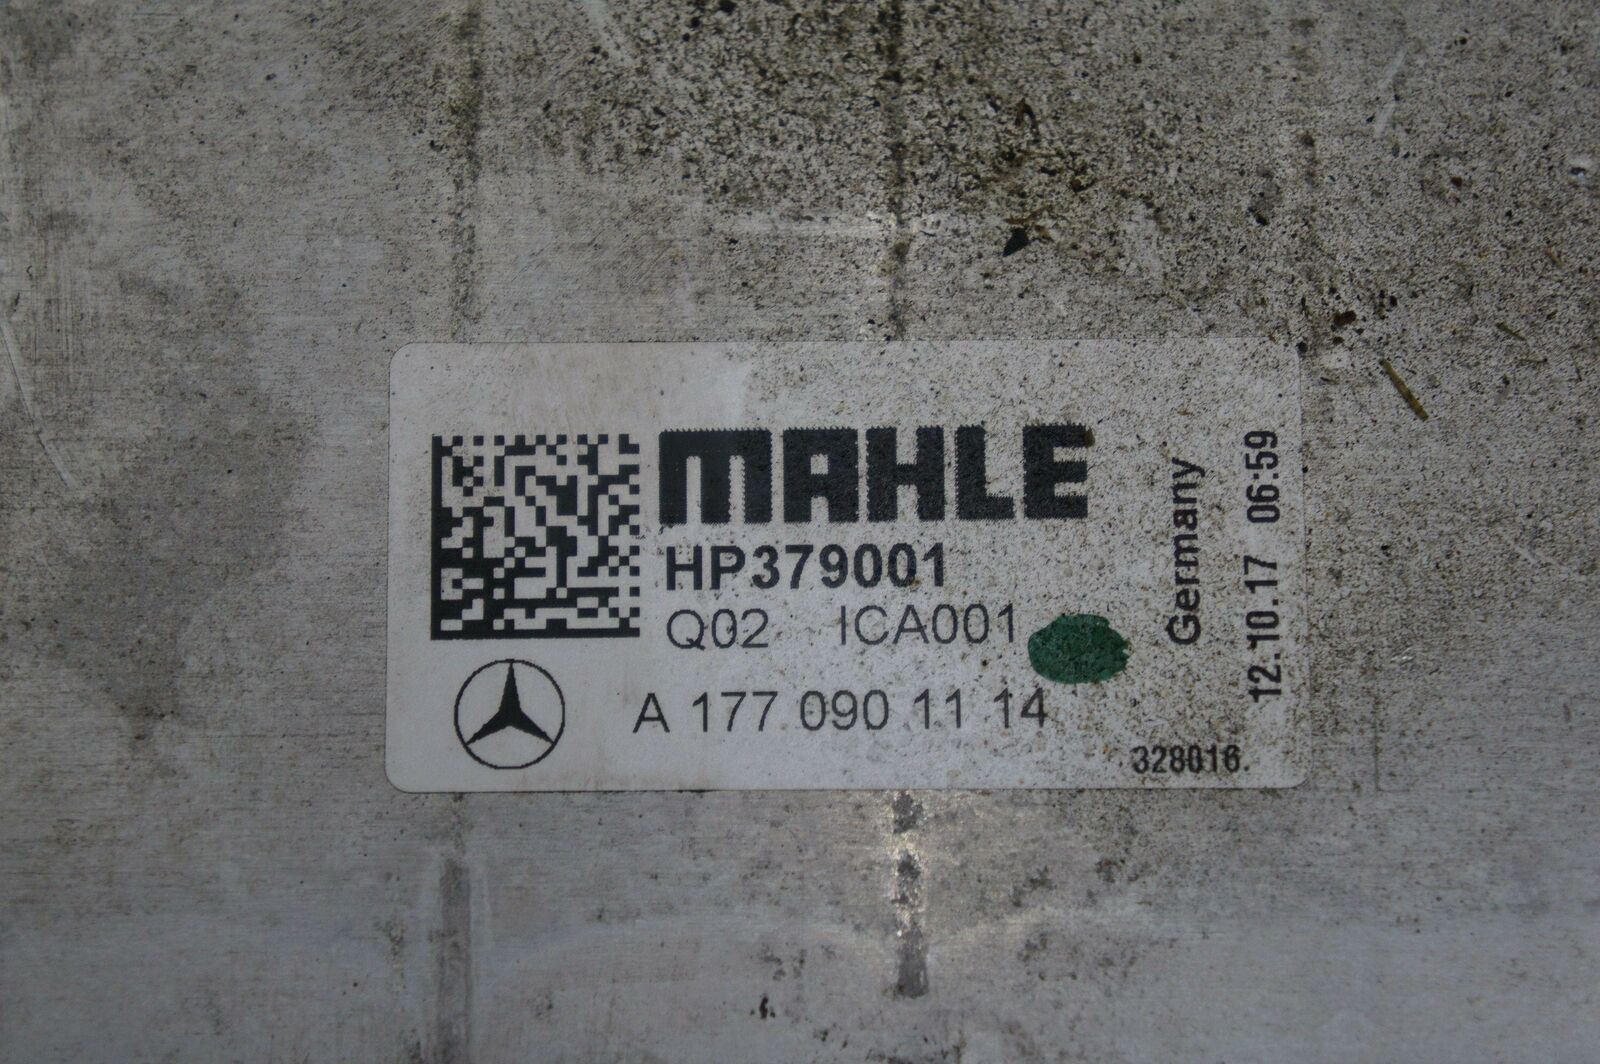 MAHLE
HP379001
Q02 ICA001
A 177 090 11 14
Germany
12.10.17 06:59
328016.